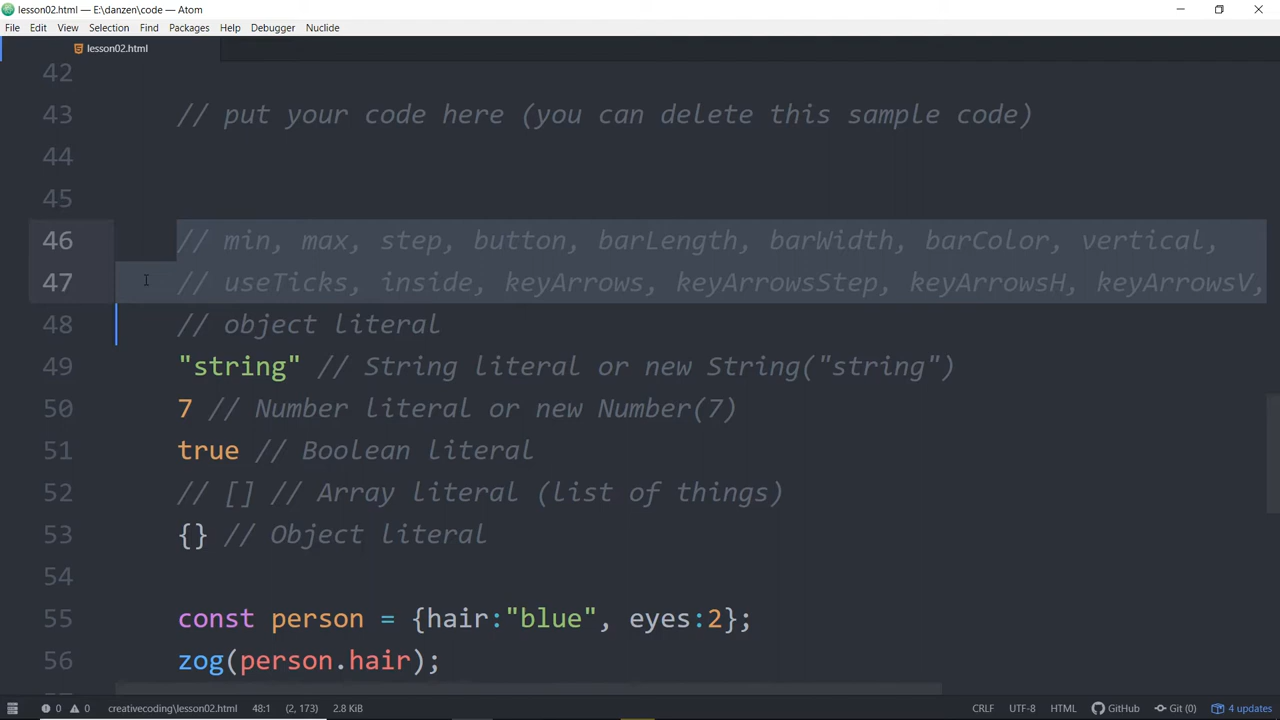 lesson02.html — E:\danzen\code — Atom
File Edit View Selection Find Packages Help Debugger Nuclide
lesson02.html
42
43 // put your code here (you can delete this sample code)
44
45
46 // min, max, step, button, barLength, barWidth, barColor, vertical,
47 // useTicks, inside, keyArrows, keyArrowsStep, keyArrowsH, keyArrowsV,
48 // object literal
49 "string" // String literal or new String("string")
50 7 // Number literal or new Number(7)
51 true // Boolean literal
52 // [] // Array literal (list of things)
53 {} // Object literal
54
55 const person = {hair:"blue", eyes:2};
56 zog(person.hair);
0 0 creativecoding\lesson02.html 48:1 (2, 173) 2.8 KiB CRLF UTF-8 HTML GitHub Git (0) 4 updates